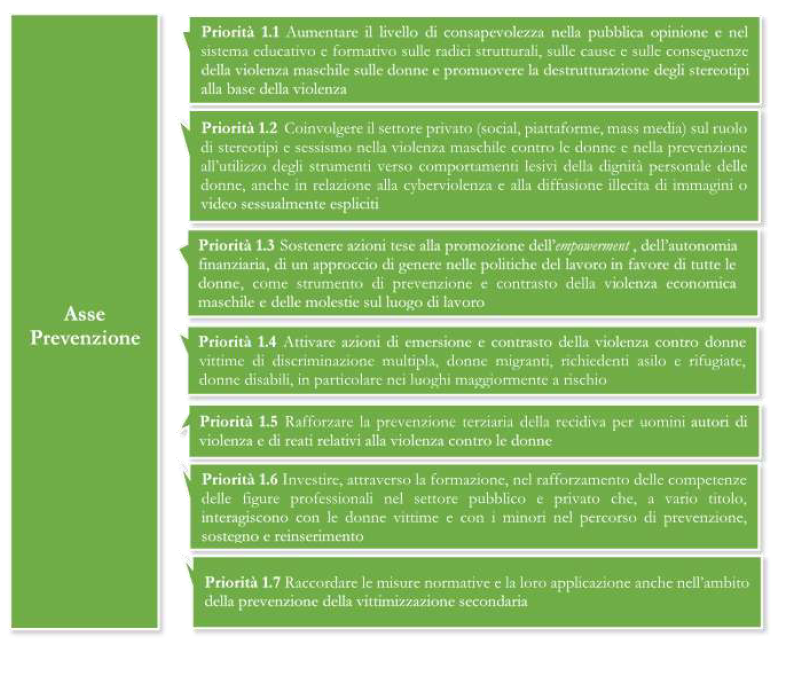 Asse
Prevenzione
Priorità 1.1 Aumentare il livello di consapevolezza nella pubblica opinione e nel
sistema educativo e formativo sulle radici strutturali, sulle cause e sulle conseguenze
della violenza maschile sulle donne e promuovere la destrutturazione degli stereotipi
alla base della violenza
Priorità 1.2 Coinvolgere il settore privato (social, piattaforme, mass media) sul ruolo
di stereotipi e sessismo nella violenza maschile contro le donne e nella prevenzione
all'utilizzo degli strumenti verso comportamenti lesivi della dignità personale delle
donne, anche in relazione alla cyberviolenza e alla diffusione illecita di immagini o
video sessualmente espliciti
Priorità 1.3 Sostenere azioni tese alla promozione dell'empowerment , dell'autonomia
finanziaria, di un approccio di genere nelle politiche del lavoro in favore di tutte le
donne, come strumento di prevenzione e contrasto della violenza economica
maschile e delle molestie sul luogo di lavoro
Priorità 1.4 Attivare azioni di emersione e contrasto della violenza contro donne
vittime di discriminazione multipla, donne migranti, richiedenti asilo e rifugiate,
donne disabili, in particolare nei luoghi maggiormente a rischio
Priorità 1.5 Rafforzare la prevenzione terziaria della recidiva per uomini autori di
violenza e di reati relativi alla violenza contro le donne
Priorità 1.6 Investire, attraverso la formazione, nel rafforzamento delle competenze
delle figure professionali nel settore pubblico e privato che, a vario titolo,
interagiscono con le donne vittime e con i minori nel percorso di prevenzione,
sostegno e reinserimento
Priorità 1.7 Raccordare le misure normative e la loro applicazione anche nell'ambito
della prevenzione della vittimizzazione secondaria